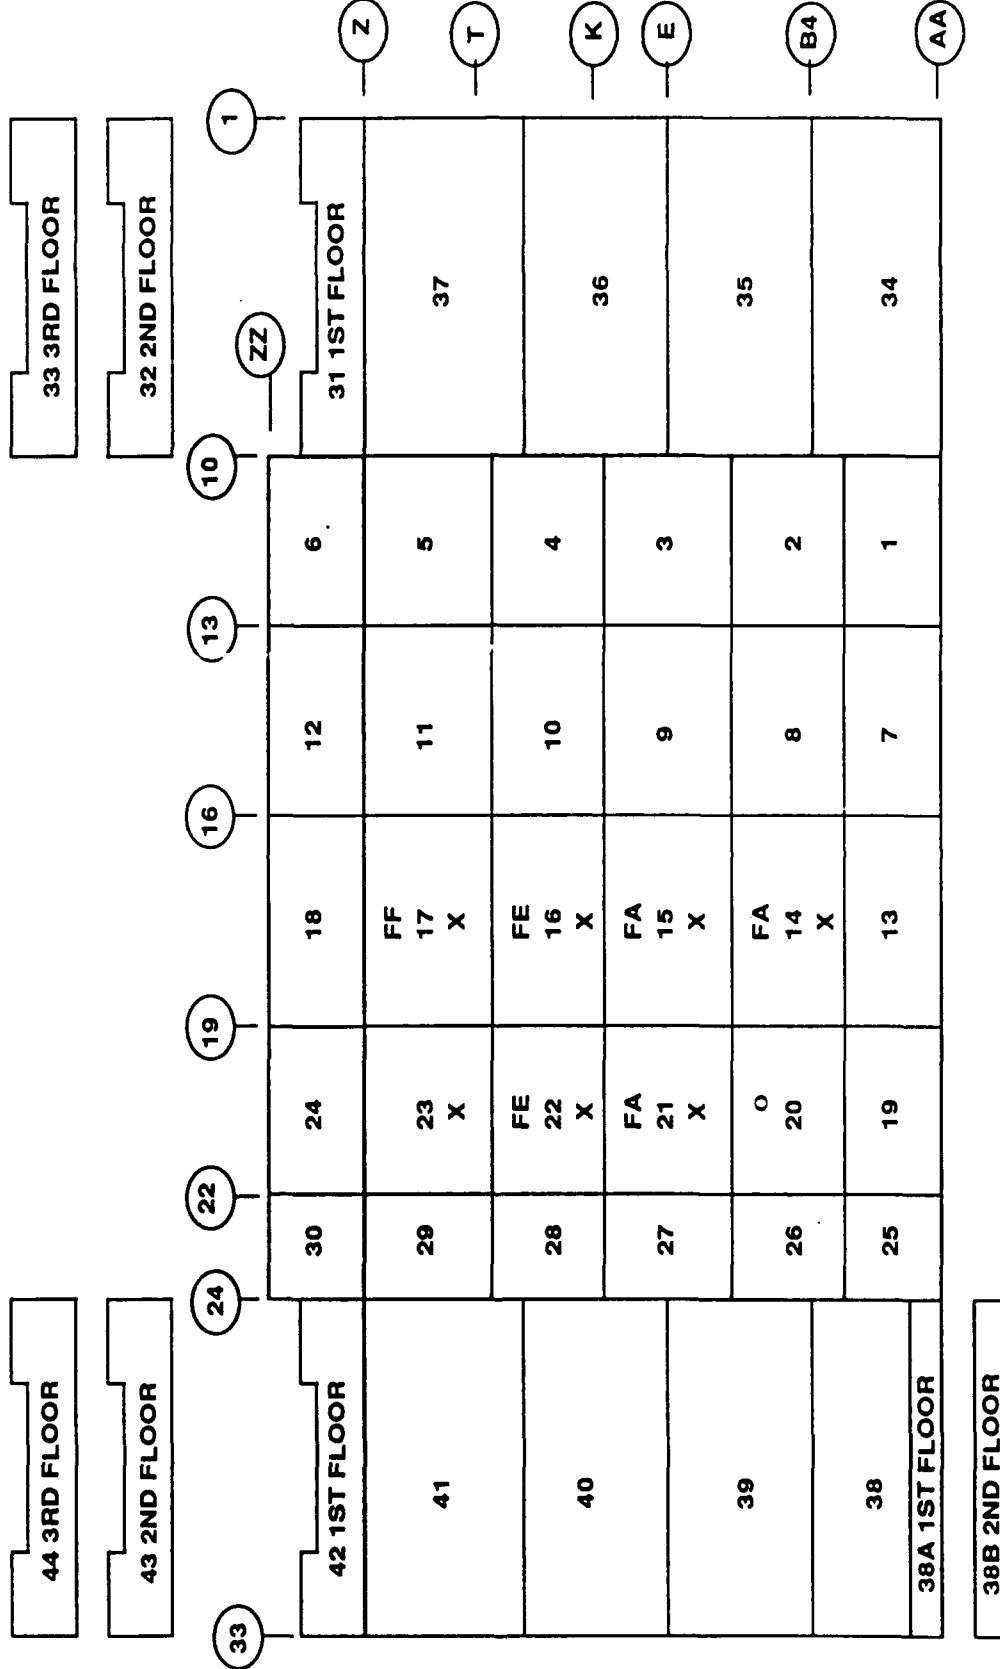 44 3RD FLOOR 33 3RD FLOOR
43 2ND FLOOR 32 2ND FLOOR
33 24 22 19 16 13 10 1
ZZ
42 1ST FLOOR 30 24 18 12 6 31 1ST FLOOR
Z
FF
41 29 23 17 11 5 37
X X T
FE FE
28 22 16 10 4
40 X X 36 K
FA FA
27 21 15 9 3 E
X X
39 35
O FA
26 20 14 8 2 B4
X
38 25 19 13 7 1 34
38A 1ST FLOOR AA
38B 2ND FLOOR